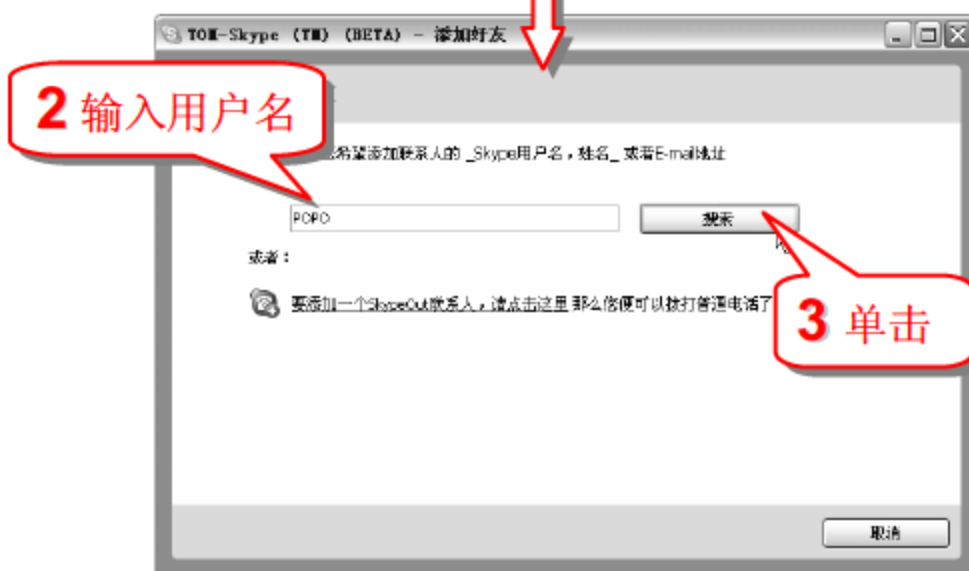 TOM-Skype (TM) (BETA) - 添加好友
2 输入用户名
希望添加联系人的 _Skype用户名，姓名_ 或者E-mail地址
POPO
搜索
或者：
要添加一个SkypeOut联系人，请点击这里 那么您便可以拨打普通电话了
3 单击
取消